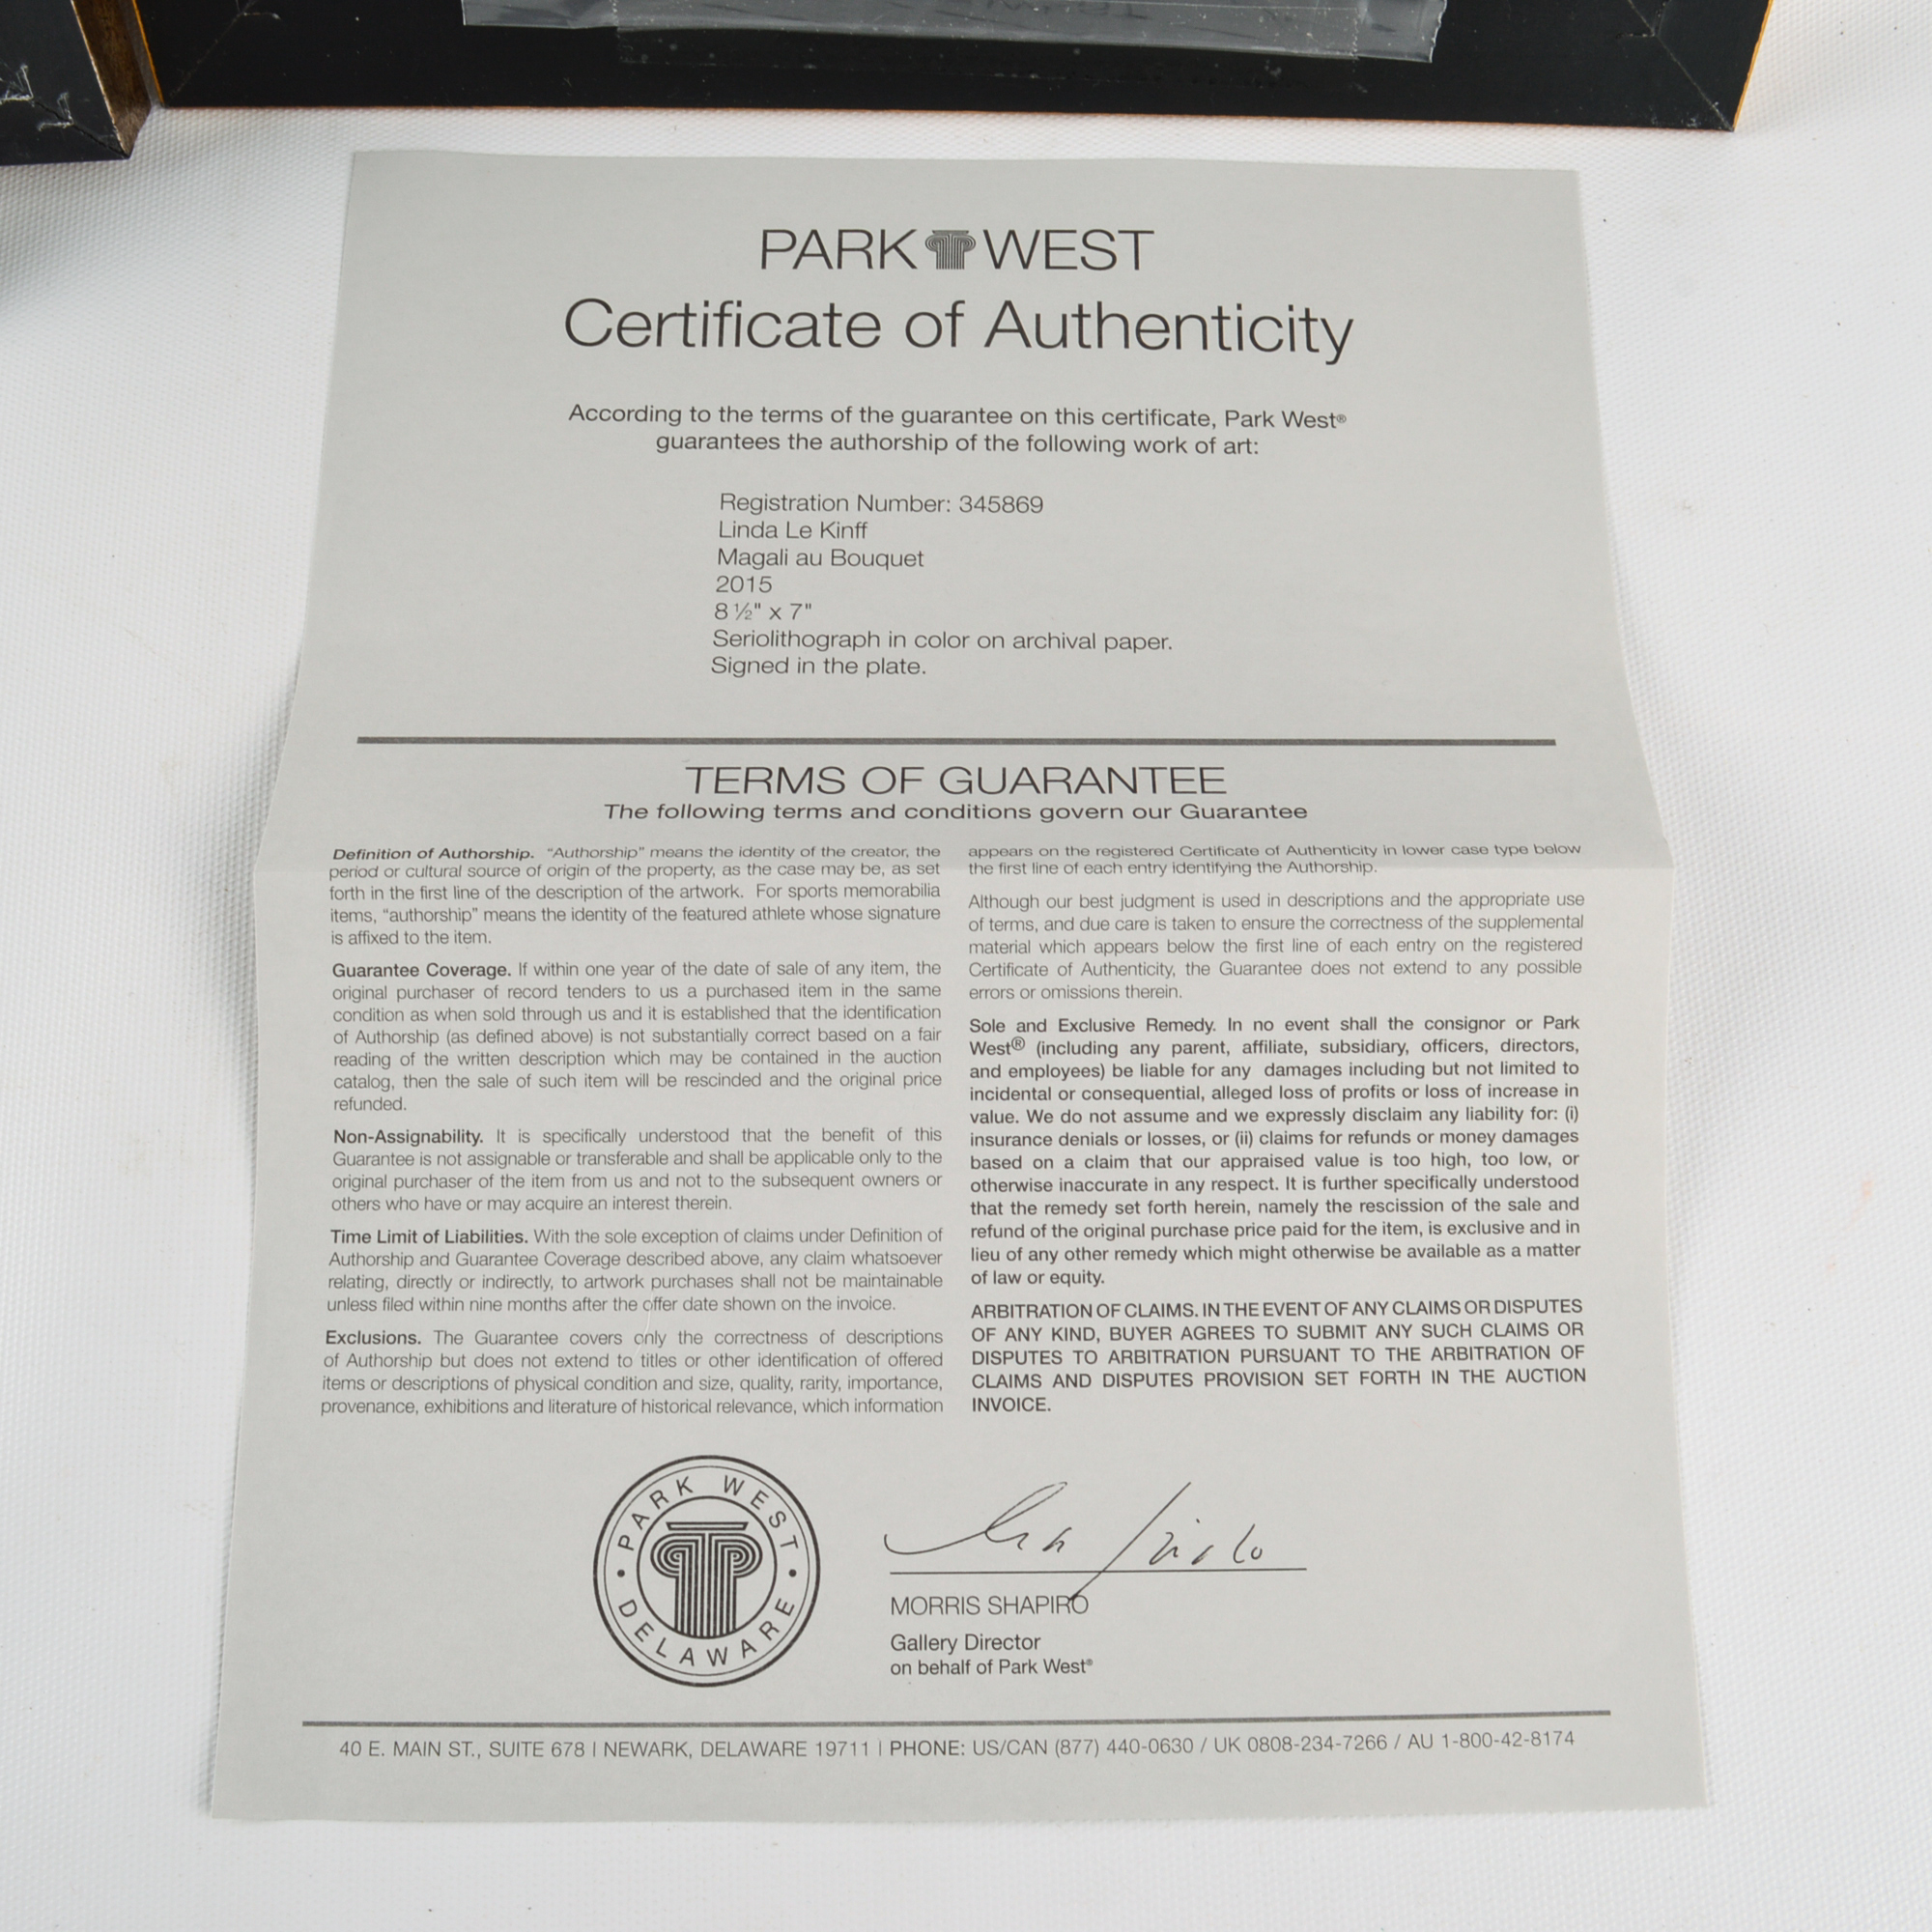 PARK WEST
Certificate of Authenticity
According to the terms of the guarantee on this certificate, Park West®
guarantees the authorship of the following work of art:
Registration Number: 345869
Linda Le Kinff
Magali au Bouquet
2015
8 ½" x 7"
Seriolithograph in color on archival paper.
Signed in the plate.
TERMS OF GUARANTEE
The following terms and conditions govern our Guarantee
Definition of Authorship. “Authorship” means the identity of the creator, the
period or cultural source of origin of the property, as the case may be, as set
forth in the first line of the description of the artwork. For sports memorabilia
items, “authorship” means the identity of the featured athlete whose signature
is affixed to the item.
Guarantee Coverage. If within one year of the date of sale of any item, the
original purchaser of record tenders to us a purchased item in the same
condition as when sold through us and it is established that the identification
of Authorship (as defined above) is not substantially correct based on a fair
reading of the written description which may be contained in the auction
catalog, then the sale of such item will be rescinded and the original price
refunded.
Non-Assignability. It is specifically understood that the benefit of this
Guarantee is not assignable or transferable and shall be applicable only to the
original purchaser of the item from us and not to the subsequent owners or
others who have or may acquire an interest therein.
Time Limit of Liabilities. With the sole exception of claims under Definition of
Authorship and Guarantee Coverage described above, any claim whatsoever
relating, directly or indirectly, to artwork purchases shall not be maintainable
unless filed within nine months after the offer date shown on the invoice.
Exclusions. The Guarantee covers only the correctness of descriptions
of Authorship but does not extend to titles or other identification of offered
items or descriptions of physical condition and size, quality, rarity, importance,
provenance, exhibitions and literature of historical relevance, which information
appears on the registered Certificate of Authenticity in lower case type below
the first line of each entry identifying the Authorship.
Although our best judgment is used in descriptions and the appropriate use
of terms, and due care is taken to ensure the correctness of the supplemental
material which appears below the first line of each entry on the registered
Certificate of Authenticity, the Guarantee does not extend to any possible
errors or omissions therein.
Sole and Exclusive Remedy. In no event shall the consignor or Park
West® (including any parent, affiliate, subsidiary, officers, directors,
and employees) be liable for any damages including but not limited to
incidental or consequential, alleged loss of profits or loss of increase in
value. We do not assume and we expressly disclaim any liability for: (i)
insurance denials or losses, or (ii) claims for refunds or money damages
based on a claim that our appraised value is too high, too low, or
otherwise inaccurate in any respect. It is further specifically understood
that the remedy set forth herein, namely the rescission of the sale and
refund of the original purchase price paid for the item, is exclusive and in
lieu of any other remedy which might otherwise be available as a matter
of law or equity.
ARBITRATION OF CLAIMS. IN THE EVENT OF ANY CLAIMS OR DISPUTES
OF ANY KIND, BUYER AGREES TO SUBMIT ANY SUCH CLAIMS OR
DISPUTES TO ARBITRATION PURSUANT TO THE ARBITRATION OF
CLAIMS AND DISPUTES PROVISION SET FORTH IN THE AUCTION
INVOICE.
PARK WEST
DELAWARE
MORRIS SHAPIRO
Gallery Director
on behalf of Park West®
40 E. MAIN ST., SUITE 678 | NEWARK, DELAWARE 19711 | PHONE: US/CAN (877) 440-0630 / UK 0808-234-7266 / AU 1-800-42-8174